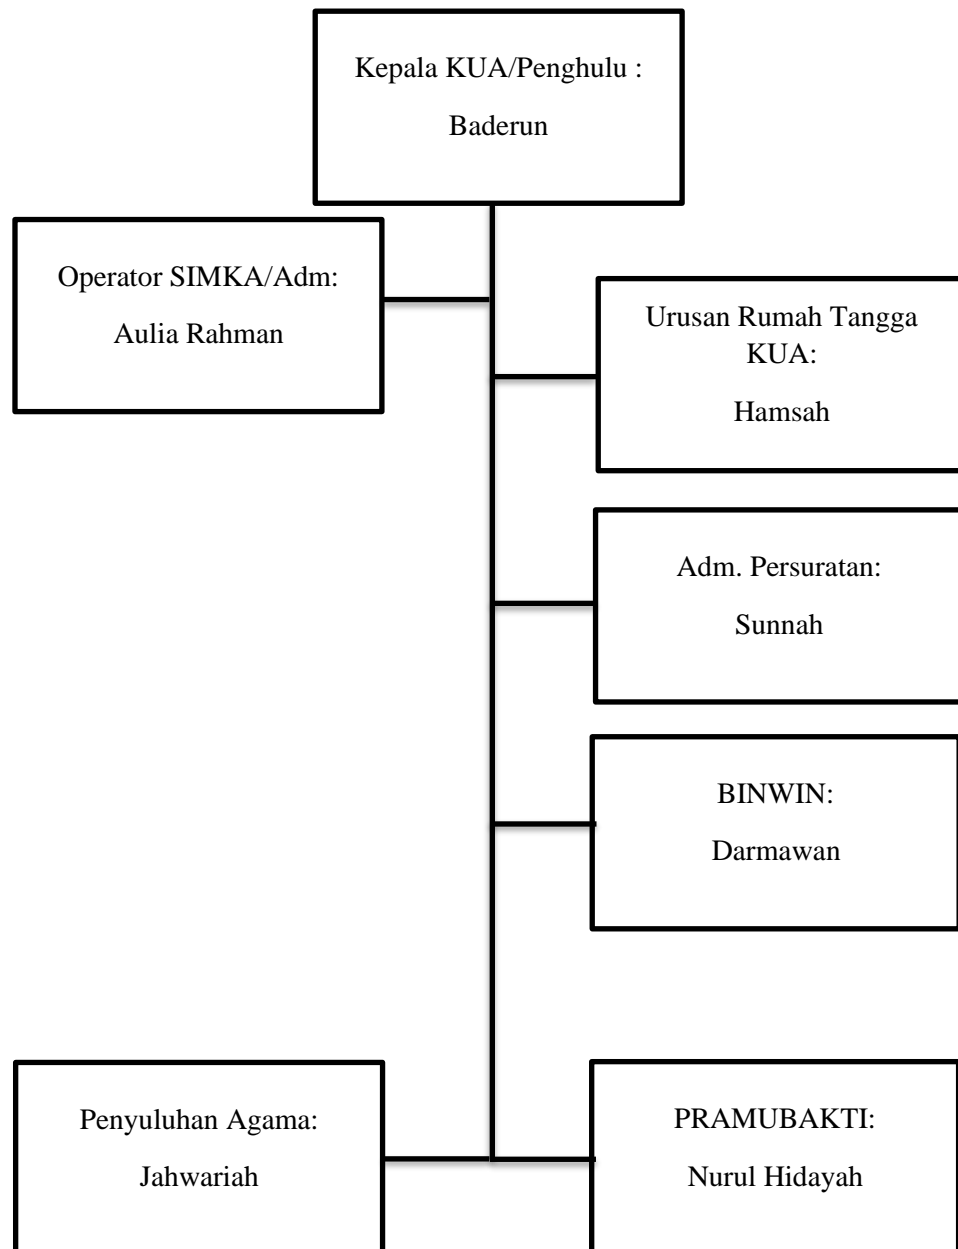 Kepala KUA/Penghulu :
Baderun
Operator SIMKA/Adm:
Aulia Rahman
Urusan Rumah Tangga
KUA:
Hamsah
Adm. Persuratan:
Sunnah
BINWIN:
Darmawan
Penyuluhan Agama:
Jahwariah
PRAMUBAKTI:
Nurul Hidayah